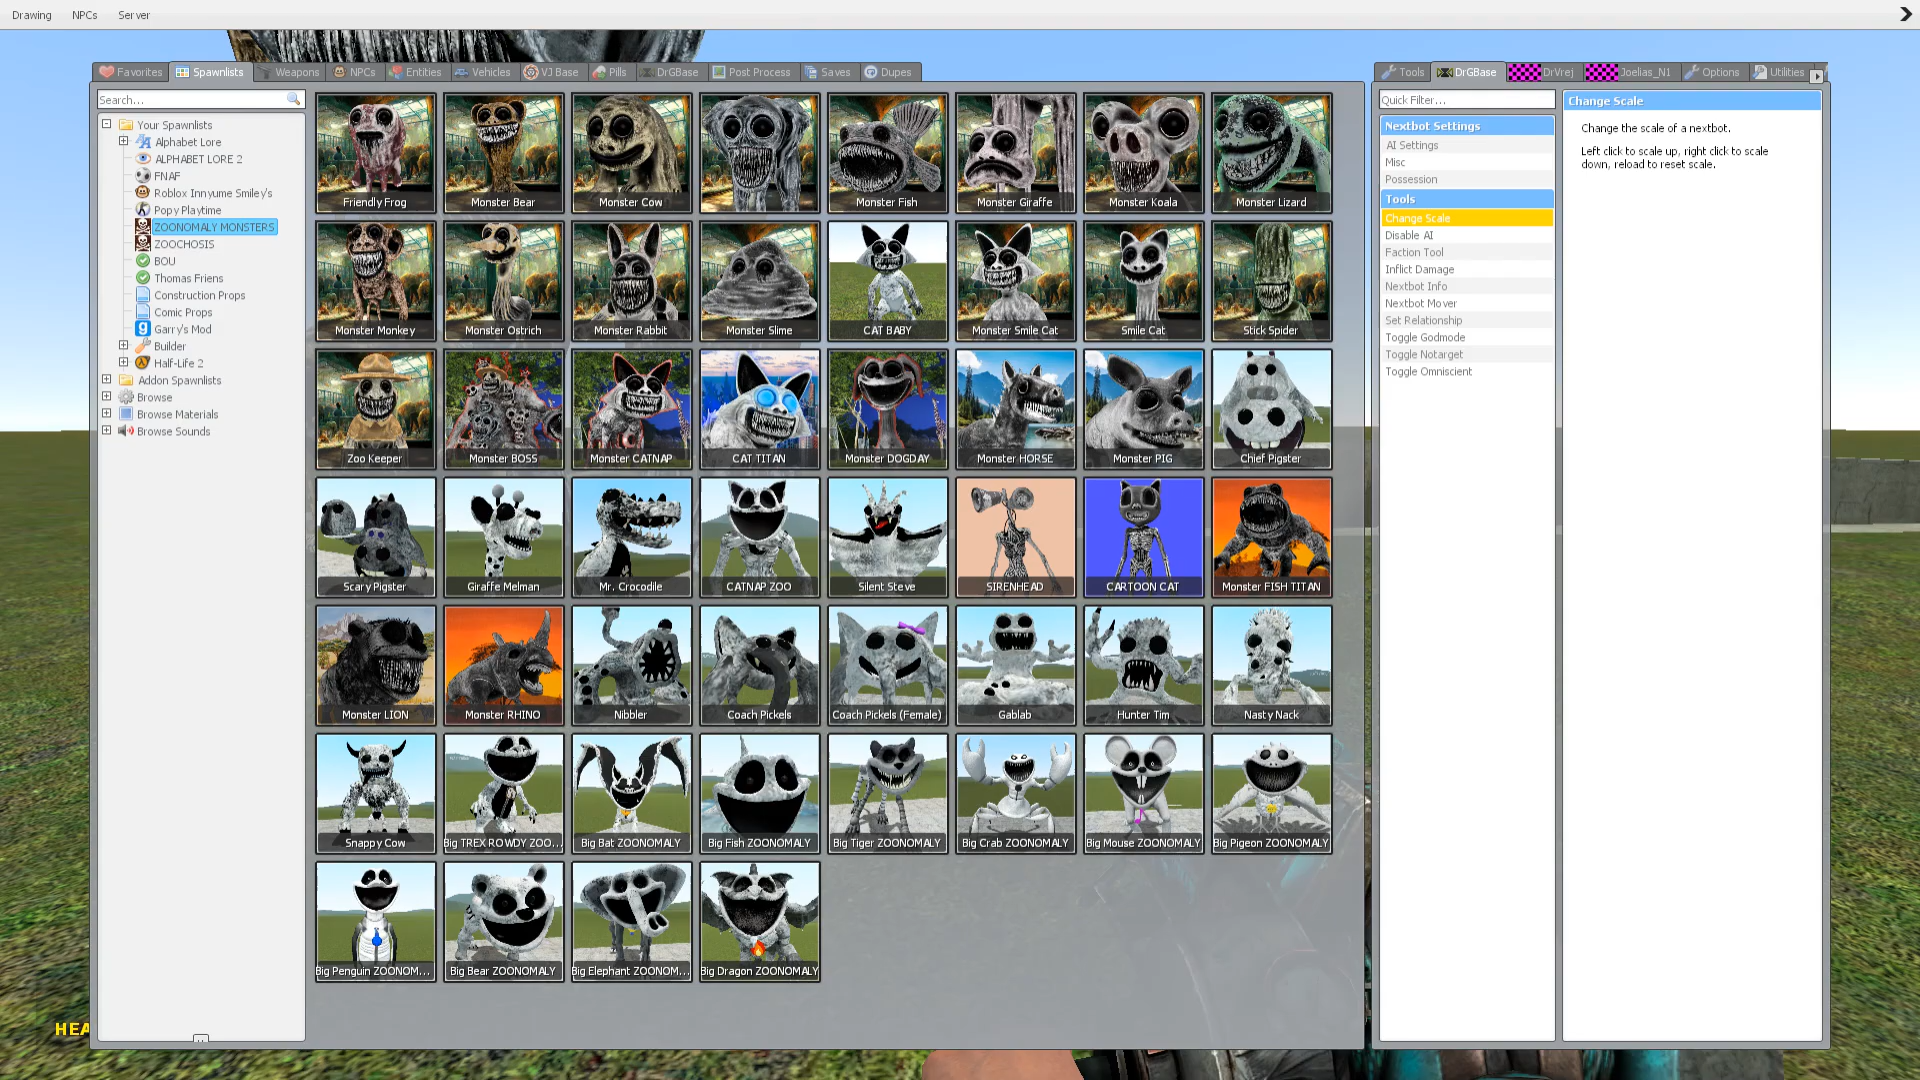 Drawing NPCs Server
Favorites Spawnlists Weapons NPCs Entities Vehicles VJ Base Pills DrGBase Post Process Saves Dupes
Search...
Your Spawnlists
Alphabet Lore
ALPHABET LORE 2
FNAF
Roblox Innyume Smiley's
Popy Playtime
ZOONOMALY MONSTERS
ZOOCHOSIS
BOU
Thomas Friens
Construction Props
Comic Props
Garry's Mod
Builder
Half-Life 2
Addon Spawnlists
Browse
Browse Materials
Browse Sounds
Friendly Frog Monster Bear Monster Cow Monster Fish Monster Giraffe Monster Koala Monster Lizard
Monster Monkey Monster Ostrich Monster Rabbit Monster Slime CAT BABY Monster Smile Cat Smile Cat Stick Spider
Zoo Keeper Monster BOSS Monster CATNAP CAT TITAN Monster DOGDAY Monster HORSE Monster PIG Chief Pigster
Scary Pigster Giraffe Melman Mr. Crocodile CATNAP ZOO Silent Steve SIRENHEAD CARTOON CAT Monster FISH TITAN
Monster LION Monster RHINO Nibbler Coach Pickels Coach Pickels (Female) Gablab Hunter Tim Nasty Nack
Snappy Cow Big TREX ROWDY ZOO... Big Bat ZOONOMALY Big Fish ZOONOMALY Big Tiger ZOONOMALY Big Crab ZOONOMALY Big Mouse ZOONOMALY Big Pigeon ZOONOMALY
Big Penguin ZOONOM... Big Bear ZOONOMALY Big Elephant ZOONOM... Big Dragon ZOONOMALY
HEA
Tools DrGBase DrVrej Joelias_N1 Options Utilities
Quick Filter...
Nextbot Settings
AI Settings
Misc
Possession
Tools
Change Scale
Disable AI
Faction Tool
Inflict Damage
Nextbot Info
Nextbot Mover
Set Relationship
Toggle Godmode
Toggle Notarget
Toggle Omniscient
Change Scale
Change the scale of a nextbot.
Left click to scale up, right click to scale
down, reload to reset scale.